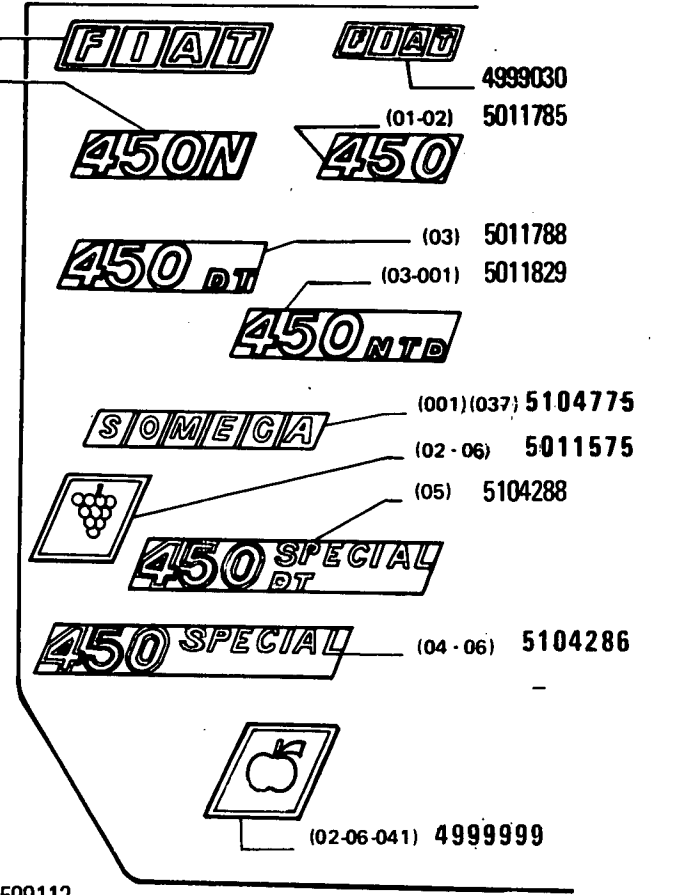 FIAT FIAT
4999030
(01-02) 5011785
450N 450
(03) 5011788
450 DT
(03-001) 5011829
450 NTD
(001)(037) 5104775
SOMECA
(02-06) 5011575
(05) 5104288
450 SPECIAL
DT
450 SPECIAL
(04-06) 5104286
(02-06-041) 4999999